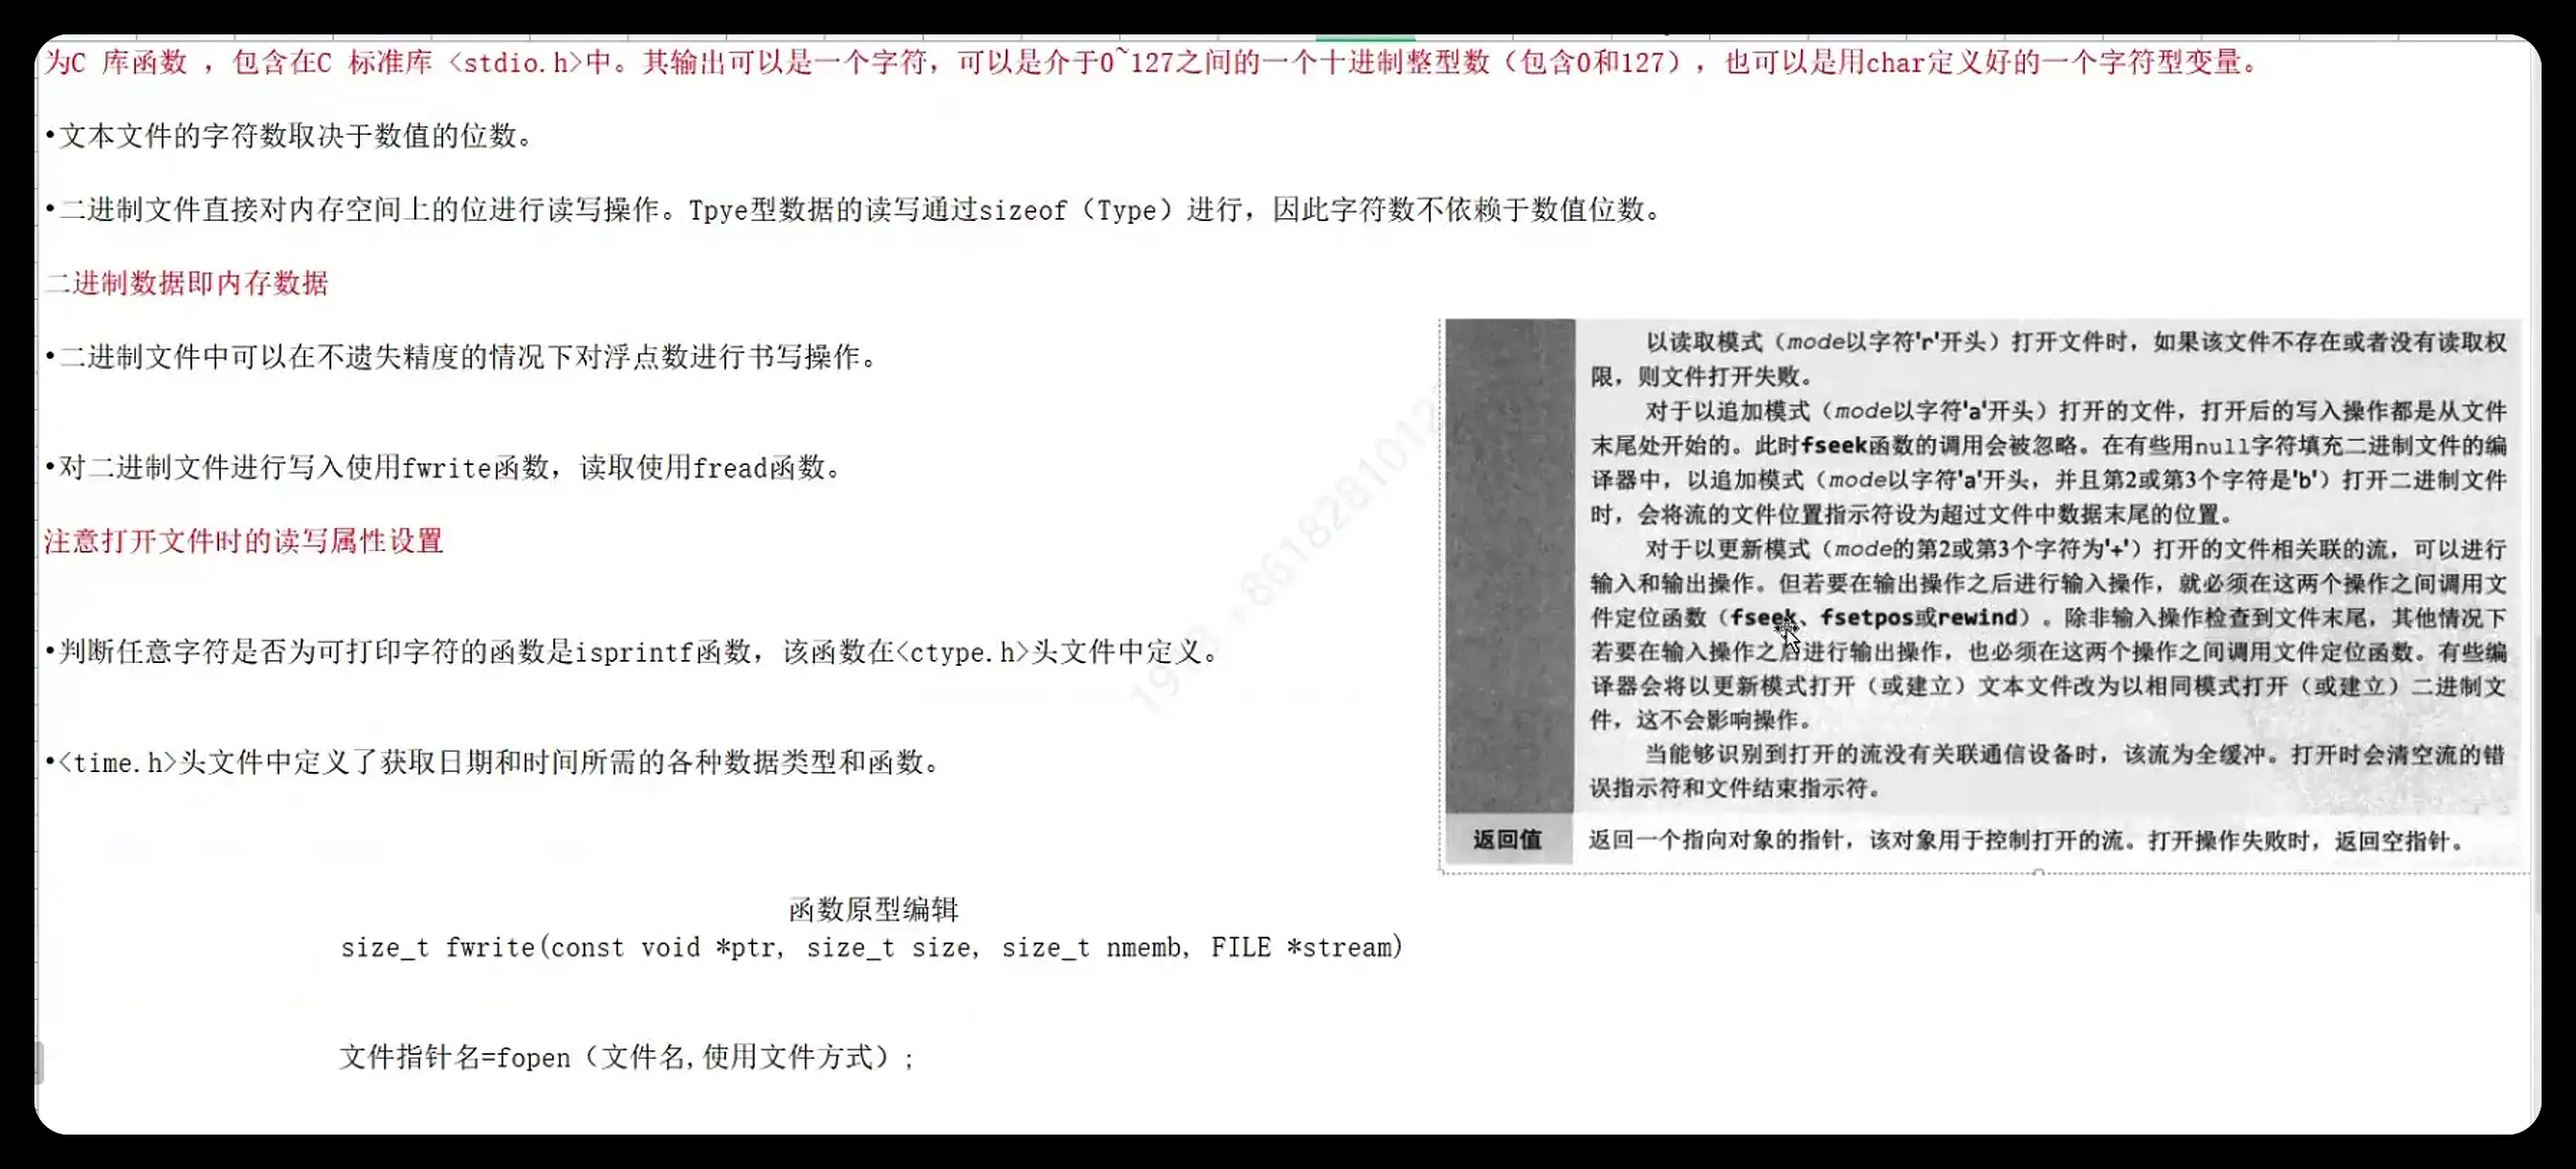 为C 库函数 ，包含在C 标准库 <stdio.h>中。其输出可以是一个字符，可以是介于0~127之间的一个十进制整型数（包含0和127），也可以是用char定义好的一个字符型变量。
•文本文件的字符数取决于数值的位数。
•二进制文件直接对内存空间上的位进行读写操作。Tpye型数据的读写通过sizeof（Type）进行，因此字符数不依赖于数值位数。
二进制数据即内存数据
•二进制文件中可以在不遗失精度的情况下对浮点数进行书写操作。
•对二进制文件进行写入使用fwrite函数，读取使用fread函数。
注意打开文件时的读写属性设置
•判断任意字符是否为可打印字符的函数是isprintf函数，该函数在<ctype.h>头文件中定义。
•<time.h>头文件中定义了获取日期和时间所需的各种数据类型和函数。
函数原型编辑
size_t fwrite(const void *ptr, size_t size, size_t nmemb, FILE *stream)
文件指针名=fopen（文件名,使用文件方式）;
以读取模式（mode以字符'r'开头）打开文件时，如果该文件不存在或者没有读取权
限，则文件打开失败。
对于以追加模式（mode以字符'a'开头）打开的文件，打开后的写入操作都是从文件
末尾处开始的。此时fseek函数的调用会被忽略。在有些用null字符填充二进制文件的编
译器中，以追加模式（mode以字符'a'开头，并且第2或第3个字符是'b'）打开二进制文件
时，会将流的文件位置指示符设为超过文件中数据末尾的位置。
对于以更新模式（mode的第2或第3个字符为'+'）打开的文件相关联的流，可以进行
输入和输出操作。但若要在输出操作之后进行输入操作，就必须在这两个操作之间调用文
件定位函数（fseek、fsetpos或rewind）。除非输入操作检查到文件末尾，其他情况下
若要在输入操作之后进行输出操作，也必须在这两个操作之间调用文件定位函数。有些编
译器会将以更新模式打开（或建立）文本文件改为以相同模式打开（或建立）二进制文
件，这不会影响操作。
当能够识别到打开的流没有关联通信设备时，该流为全缓冲。打开时会清空流的错
误指示符和文件结束指示符。
返回值
返回一个指向对象的指针，该对象用于控制打开的流。打开操作失败时，返回空指针。